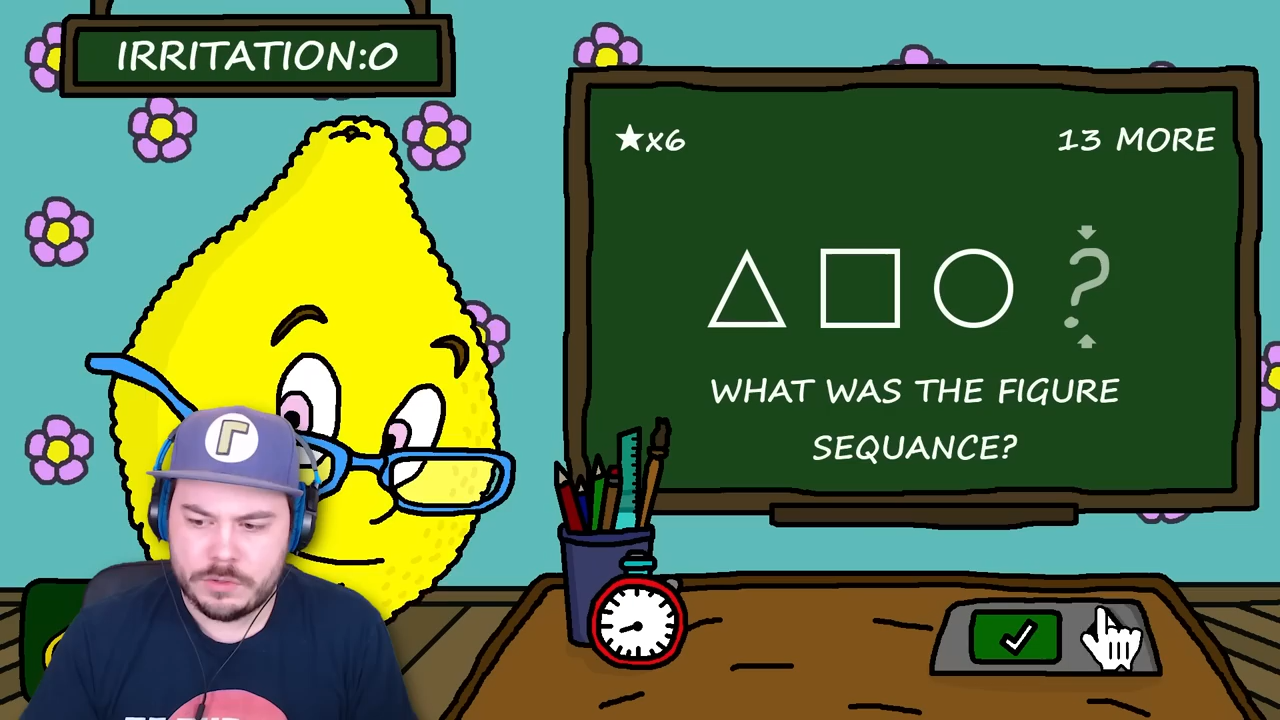 IRRITATION:0
★x6
13 MORE
?
WHAT WAS THE FIGURE
SEQUANCE?